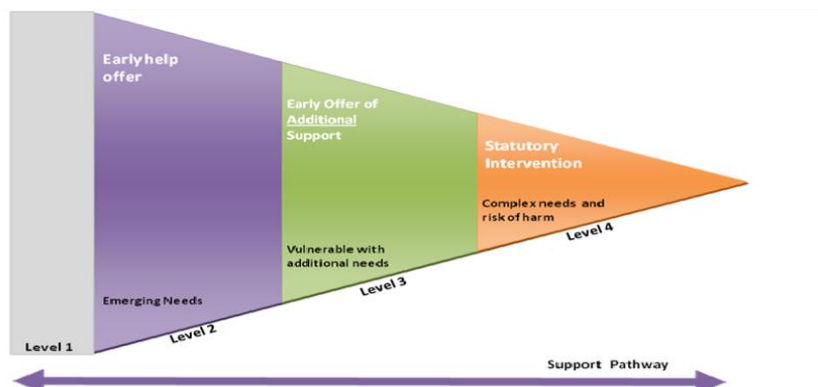 Early help
offer
Early Offer of
Additional
Support
Statutory
Intervention
Complex needs and
risk of harm
Level 4
Vulnerable with
additional needs
Level 3
Emerging Needs
Level 2
Level 1
Support Pathway